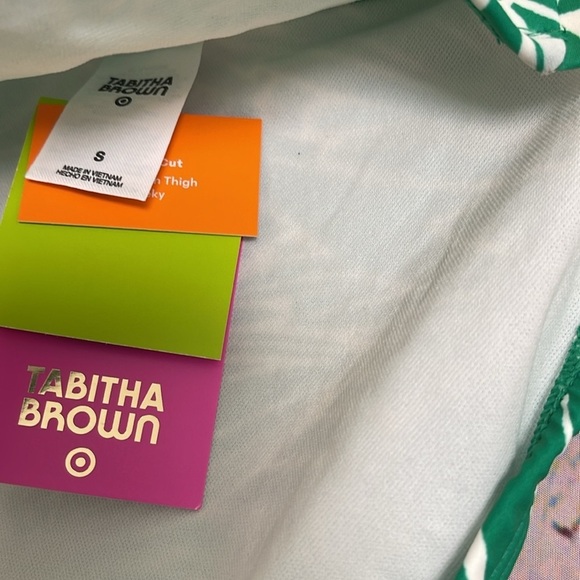 TABITHA
BROWN
S
MADE IN VIETNAM
HECHO EN VIETNAM
Cut
Thigh
TABITHA
BROWN